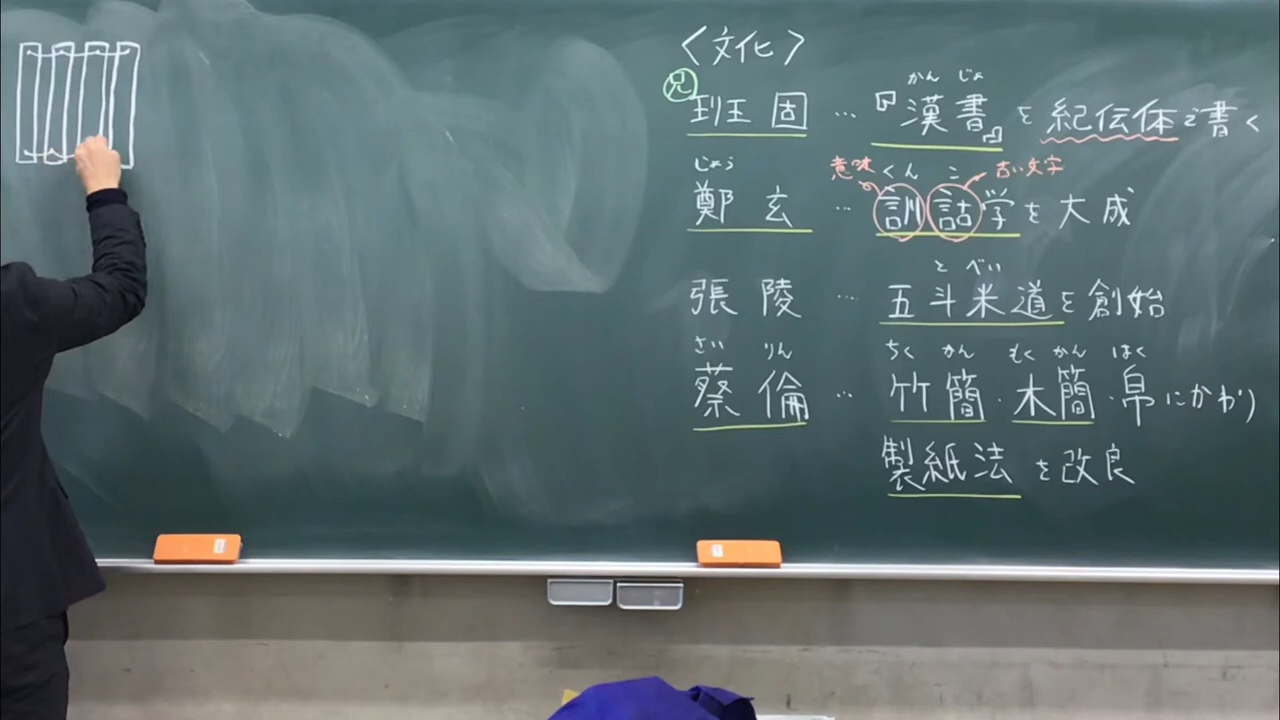 〈文化〉
兄
かん じょ
班固 … 『漢書』を紀伝体で書く
じょう 意味 くん こ 古い文字
鄭玄 … 訓詁学を大成
と べい
張陵 … 五斗米道を創始
さい りん ちく かん もく かん はく
蔡倫 … 竹簡・木簡・帛にかわり
製紙法を改良